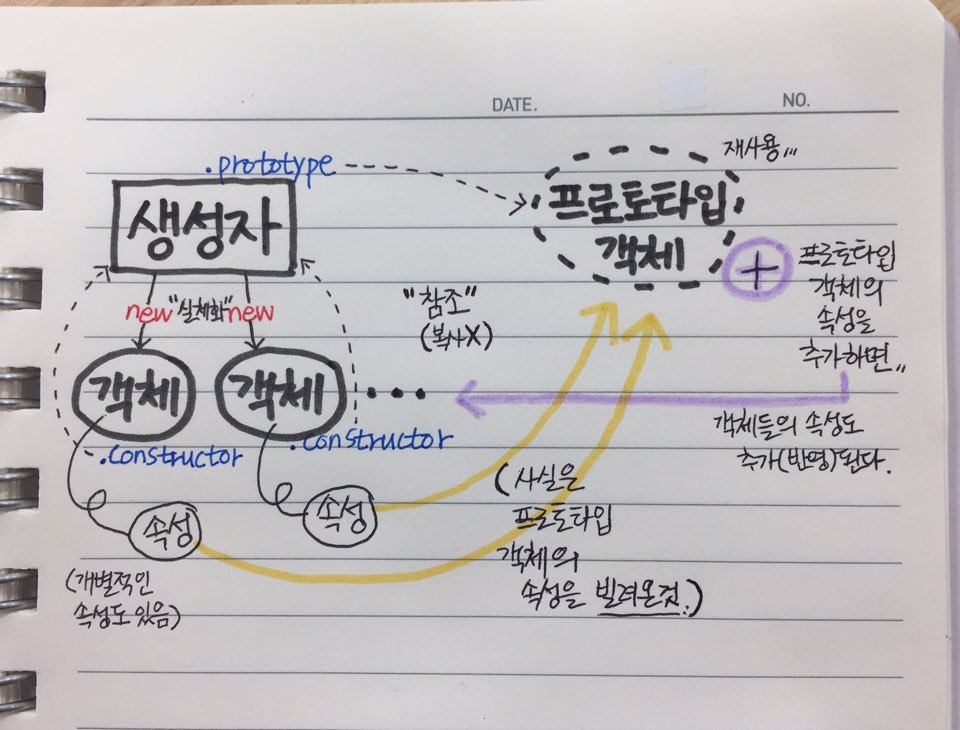 DATE.
NO.
.prototype
재사용...
생성자
프로토타입
객체
+
프로토타입
객체의
속성을
추가하면..
new "실체화" new
"참조"
(복사X)
객체 객체 ...
객체들의 속성도
추가(반영)된다.
.constructor
.constructor
속성
속성
(사실은
프로토타입
객체의
속성을 빌려온것.)
(개별적인
속성도 있음)